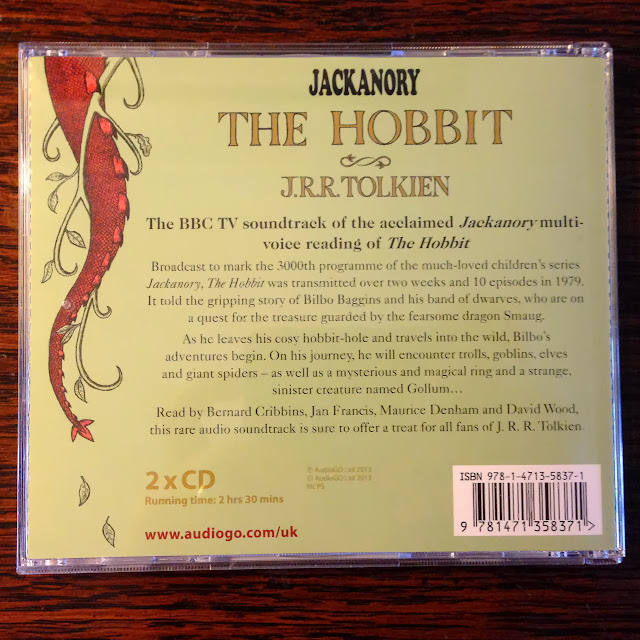 JACKANORY
THE HOBBIT
J.R.R. TOLKIEN
The BBC TV soundtrack of the acclaimed Jackanory multi-
voice reading of The Hobbit
Broadcast to mark the 3000th programme of the much-loved children's series
Jackanory, The Hobbit was transmitted over two weeks and 10 episodes in 1979.
It told the gripping story of Bilbo Baggins and his band of dwarves, who are on
a quest for the treasure guarded by the fearsome dragon Smaug.
As he leaves his cosy hobbit-hole and travels into the wild, Bilbo's
adventures begin. On his journey, he will encounter trolls, goblins, elves
and giant spiders – as well as a mysterious and magical ring and a strange,
sinister creature named Gollum…
Read by Bernard Cribbins, Jan Francis, Maurice Denham and David Wood,
this rare audio soundtrack is sure to offer a treat for all fans of J. R. R. Tolkien
2 x CD
Running time: 2 hrs 30 mins
℗ AudioGO Ltd 2013
© AudioGO Ltd 2013
MCPS
www.audiogo.com/uk
ISBN 978-1-4713-5837-1
9 781471 358371 >